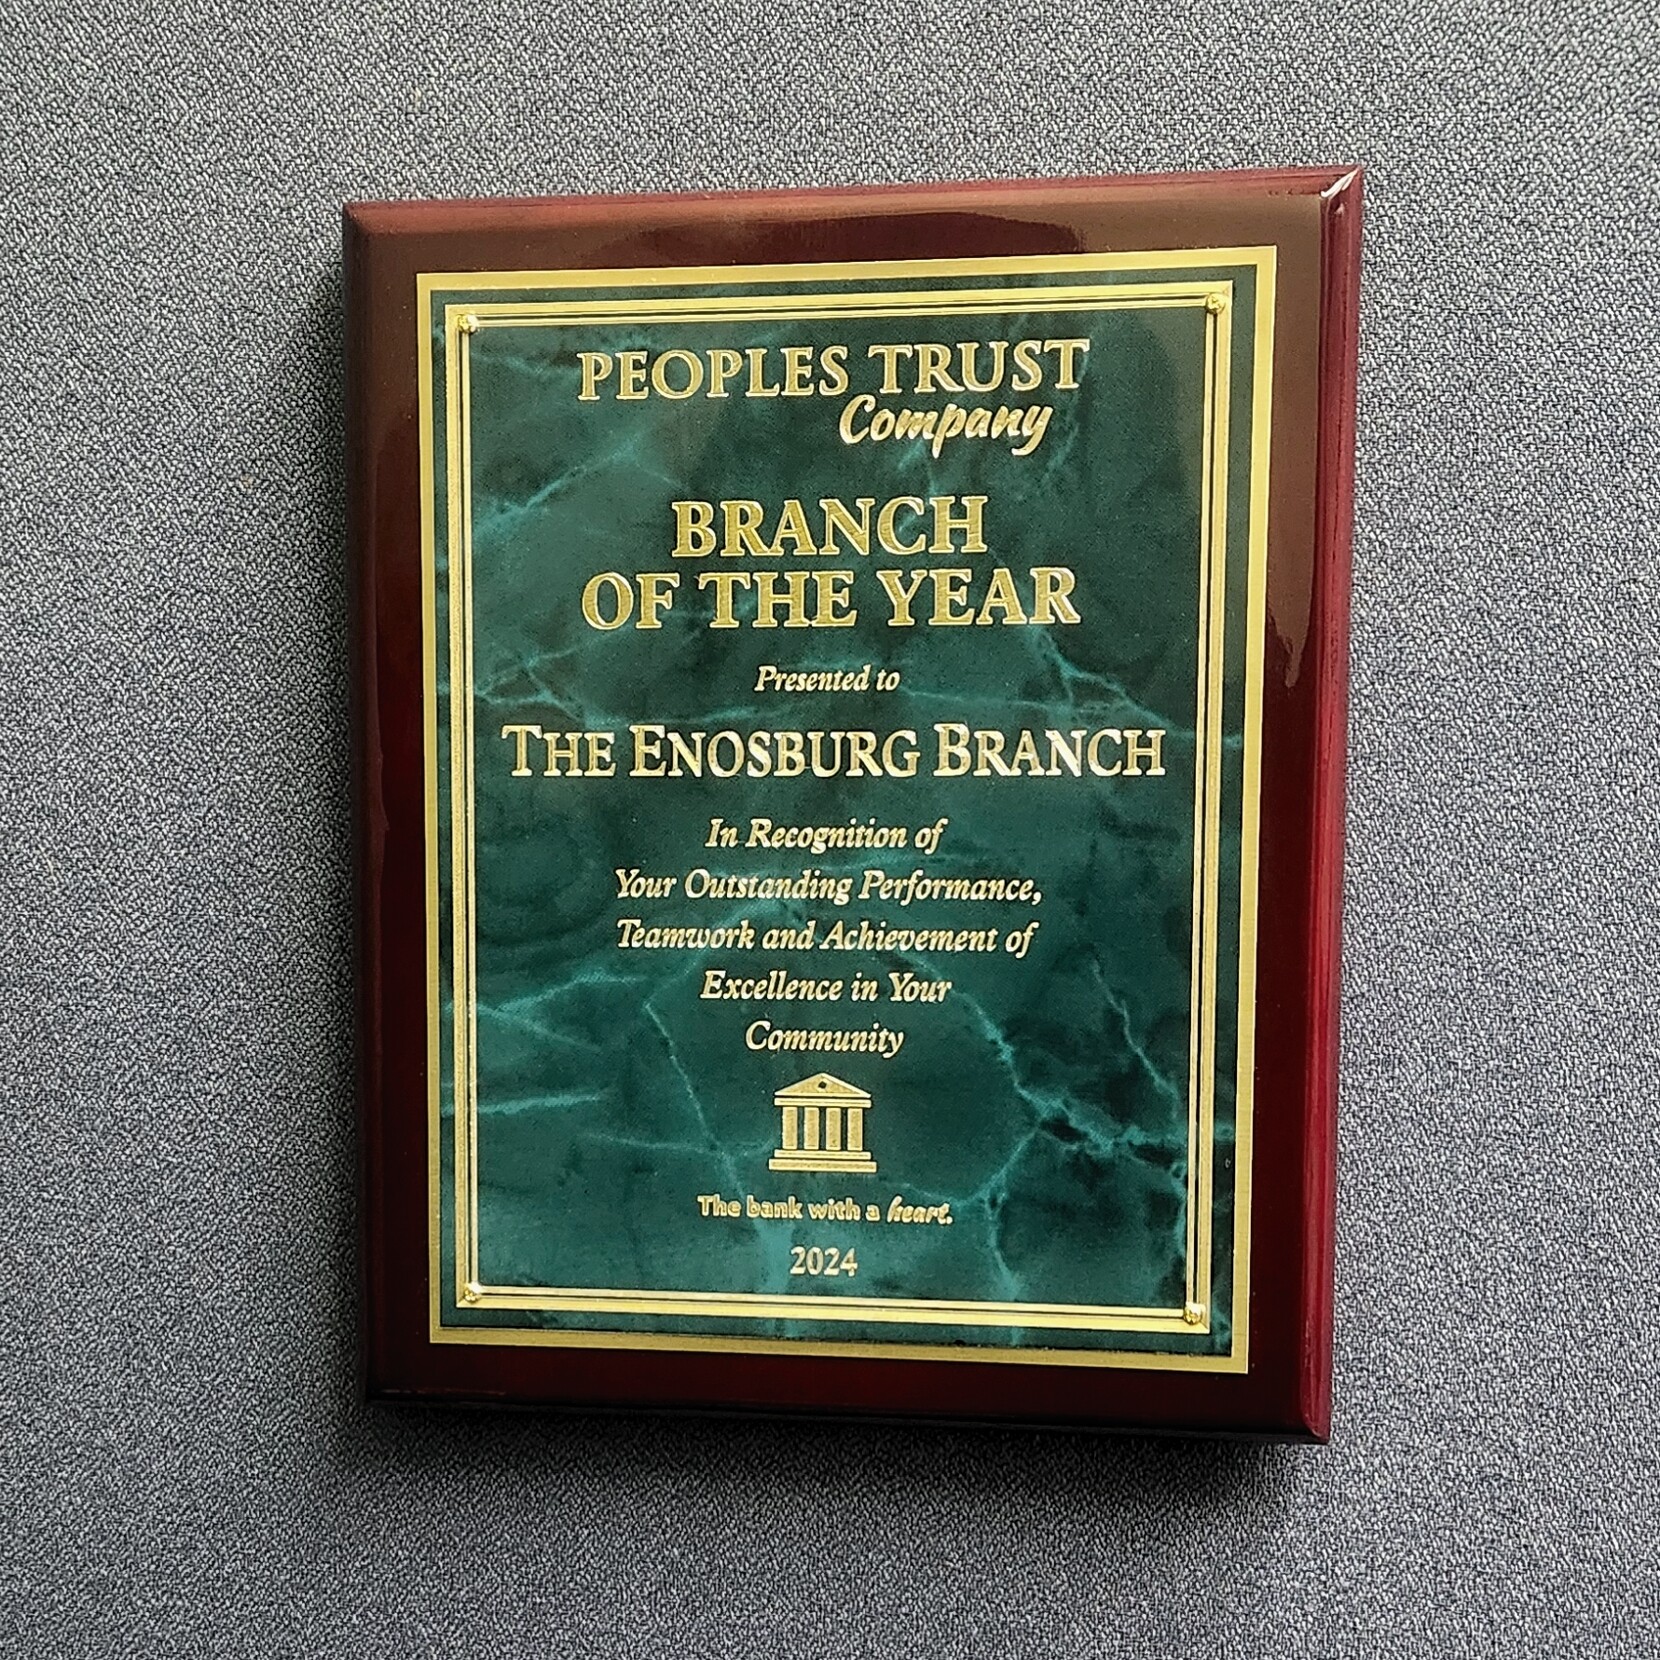 PEOPLES TRUST
Company
BRANCH
OF THE YEAR
Presented to
THE ENOSBURG BRANCH
In Recognition of
Your Outstanding Performance,
Teamwork and Achievement of
Excellence in Your
Community
The bank with a heart.
2024